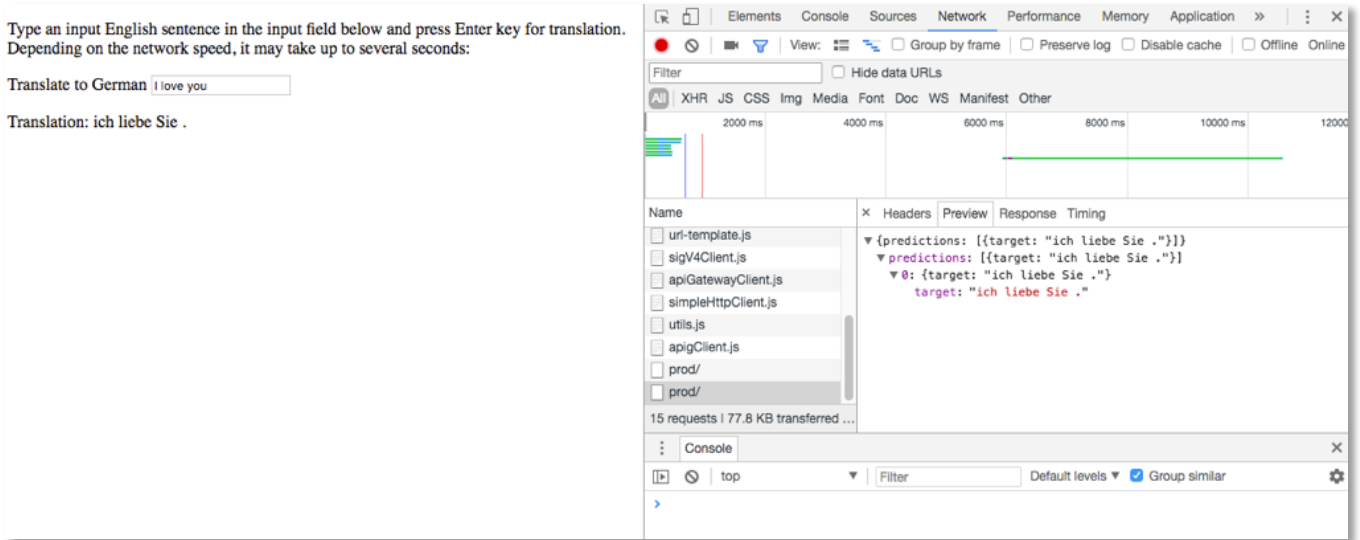 Type an input English sentence in the input field below and press Enter key for translation.
Depending on the network speed, it may take up to several seconds:
Translate to German I love you
Translation: ich liebe Sie .
Elements Console Sources Network Performance Memory Application »
View: Group by frame Preserve log Disable cache Offline Online
Filter Hide data URLs
All XHR JS CSS Img Media Font Doc WS Manifest Other
2000 ms 4000 ms 6000 ms 8000 ms 10000 ms 12000
Name
url-template.js
sigV4Client.js
apiGatewayClient.js
simpleHttpClient.js
utils.js
apigClient.js
prod/
prod/
15 requests | 77.8 KB transferred ...
× Headers Preview Response Timing
▼{predictions: [{target: "ich liebe Sie ."}]}
▼predictions: [{target: "ich liebe Sie ."}]
▼0: {target: "ich liebe Sie ."}
target: "ich liebe Sie ."
Console
top ▼ Filter Default levels ▼ Group similar